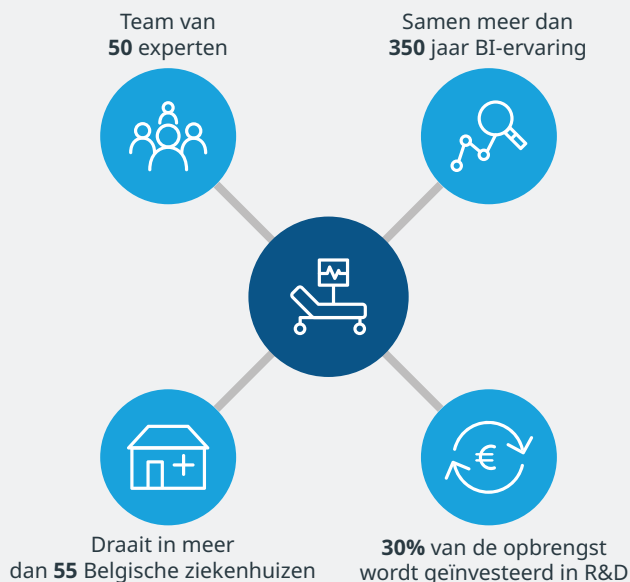 Team van
50 experten
Samen meer dan
350 jaar BI-ervaring
€
Draait in meer
dan 55 Belgische ziekenhuizen
30% van de opbrengst
wordt geïnvesteerd in R&D